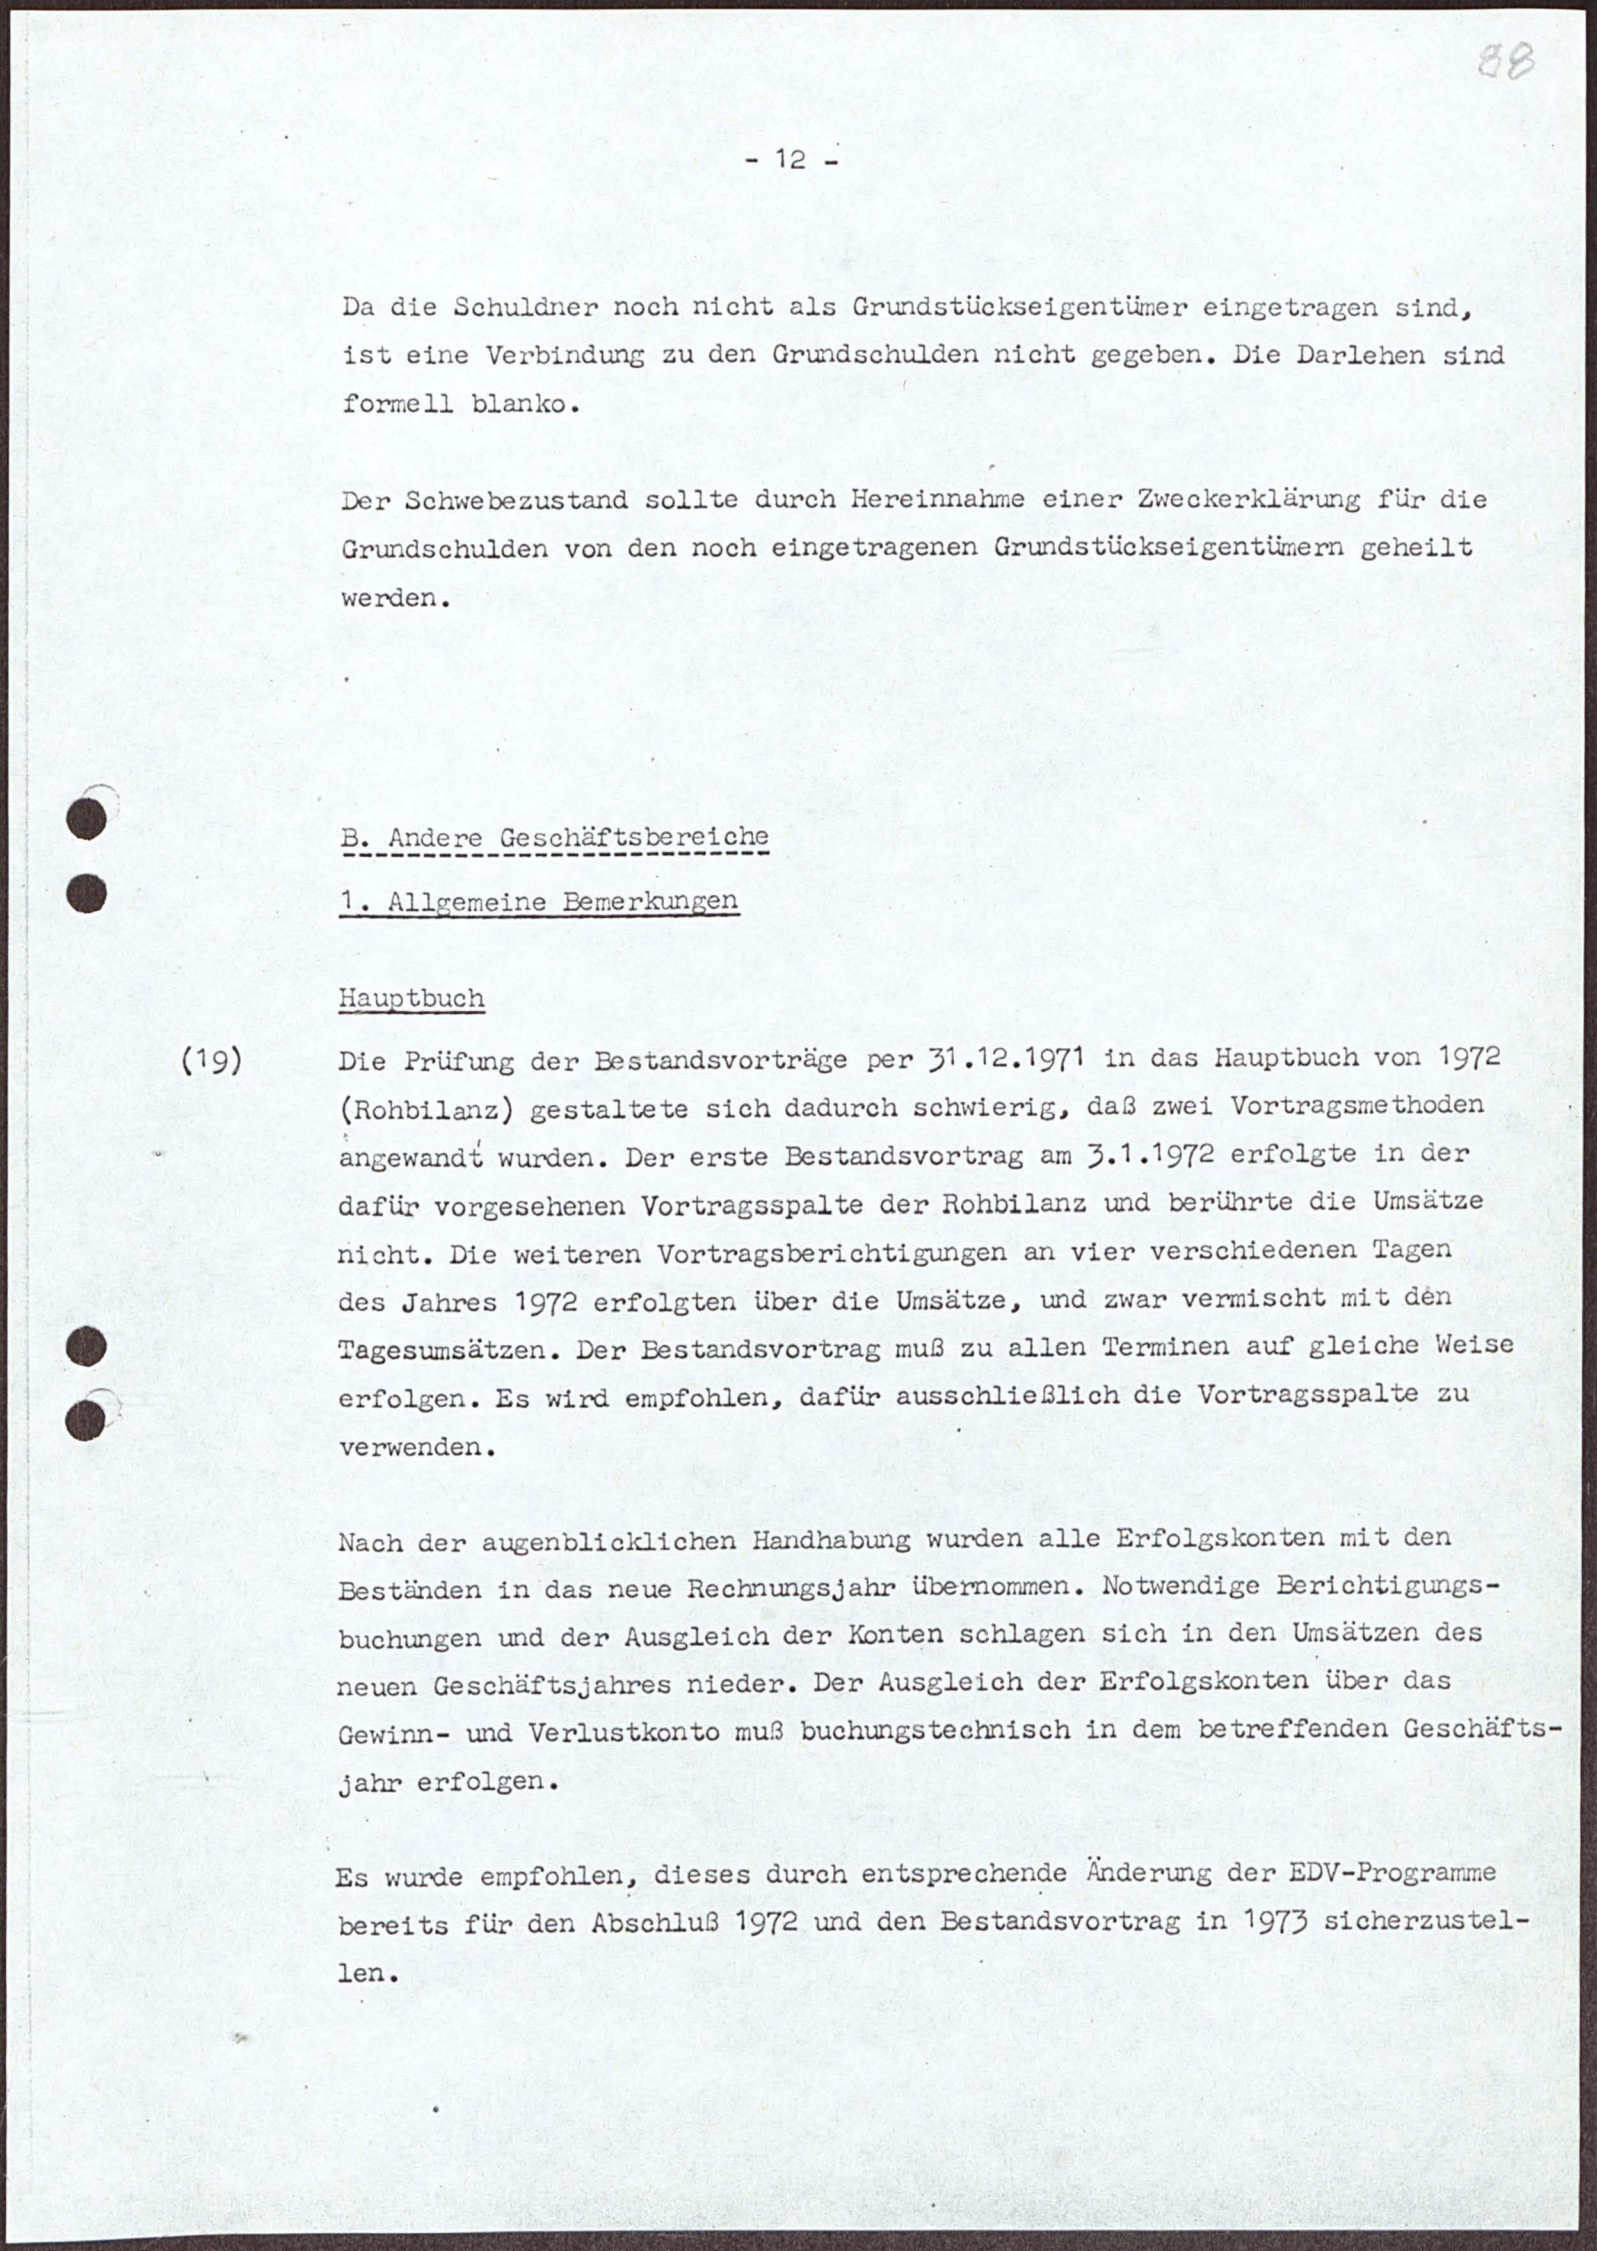 88
- 12 -
Da die Schuldner noch nicht als Grundstückseigentümer eingetragen sind,
ist eine Verbindung zu den Grundschulden nicht gegeben. Die Darlehen sind
formell blanko.
Der Schwebezustand sollte durch Hereinnahme einer Zweckerklärung für die
Grundschulden von den noch eingetragenen Grundstückseigentümern geheilt
werden.
B. Andere Geschäftsbereiche
1. Allgemeine Bemerkungen
Hauptbuch
(19) Die Prüfung der Bestandsvorträge per 31.12.1971 in das Hauptbuch von 1972
(Rohbilanz) gestaltete sich dadurch schwierig, daß zwei Vortragsmethoden
angewandt wurden. Der erste Bestandsvortrag am 3.1.1972 erfolgte in der
dafür vorgesehenen Vortragsspalte der Rohbilanz und berührte die Umsätze
nicht. Die weiteren Vortragsberichtigungen an vier verschiedenen Tagen
des Jahres 1972 erfolgten über die Umsätze, und zwar vermischt mit den
Tagesumsätzen. Der Bestandsvortrag muß zu allen Terminen auf gleiche Weise
erfolgen. Es wird empfohlen, dafür ausschließlich die Vortragsspalte zu
verwenden.
Nach der augenblicklichen Handhabung wurden alle Erfolgskonten mit den
Beständen in das neue Rechnungsjahr übernommen. Notwendige Berichtigungs-
buchungen und der Ausgleich der Konten schlagen sich in den Umsätzen des
neuen Geschäftsjahres nieder. Der Ausgleich der Erfolgskonten über das
Gewinn- und Verlustkonto muß buchungstechnisch in dem betreffenden Geschäfts-
jahr erfolgen.
Es wurde empfohlen, dieses durch entsprechende Änderung der EDV-Programme
bereits für den Abschluß 1972 und den Bestandsvortrag in 1973 sicherzustel-
len.